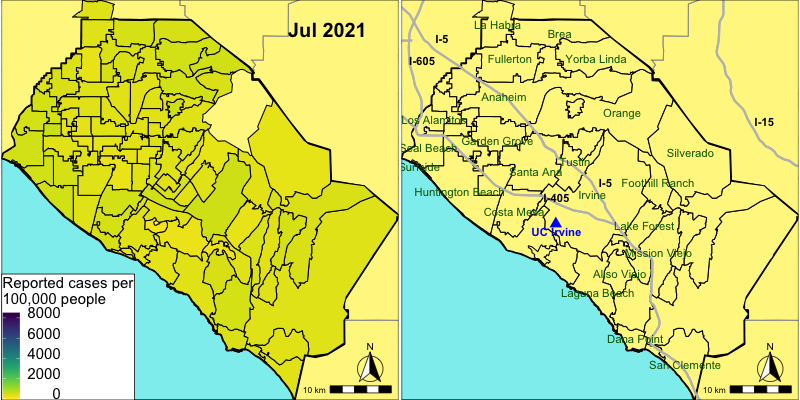 Jul 2021
Reported cases per
100,000 people
8000
6000
4000
2000
0
N
10 km
La Habra
Brea
I-5
I-605
Fullerton
Yorba Linda
Anaheim
Orange
I-15
Los Alamitos
Seal Beach
Garden Grove
Sunside
Tustin
Silverado
Santa Ana
I-5
Foothill Ranch
Huntington Beach
I-405
Irvine
Costa Mesa
UC Irvine
Lake Forest
Mission Viejo
Aliso Viejo
Laguna Beach
Dana Point
San Clemente
N
10 km